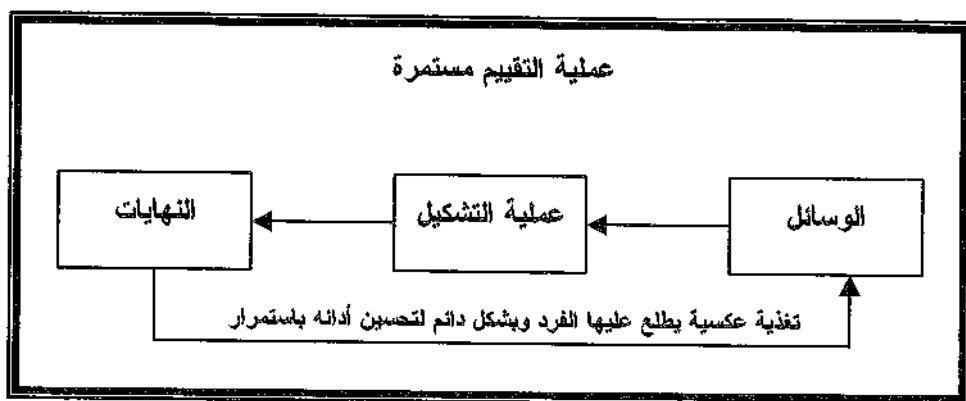 عملية التقييم مستمرة
الوسائل
عملية التشكيل
النهايات
تغذية عكسية يطلع عليها الفرد وبشكل دائم لتحسين أدائه باستمرار